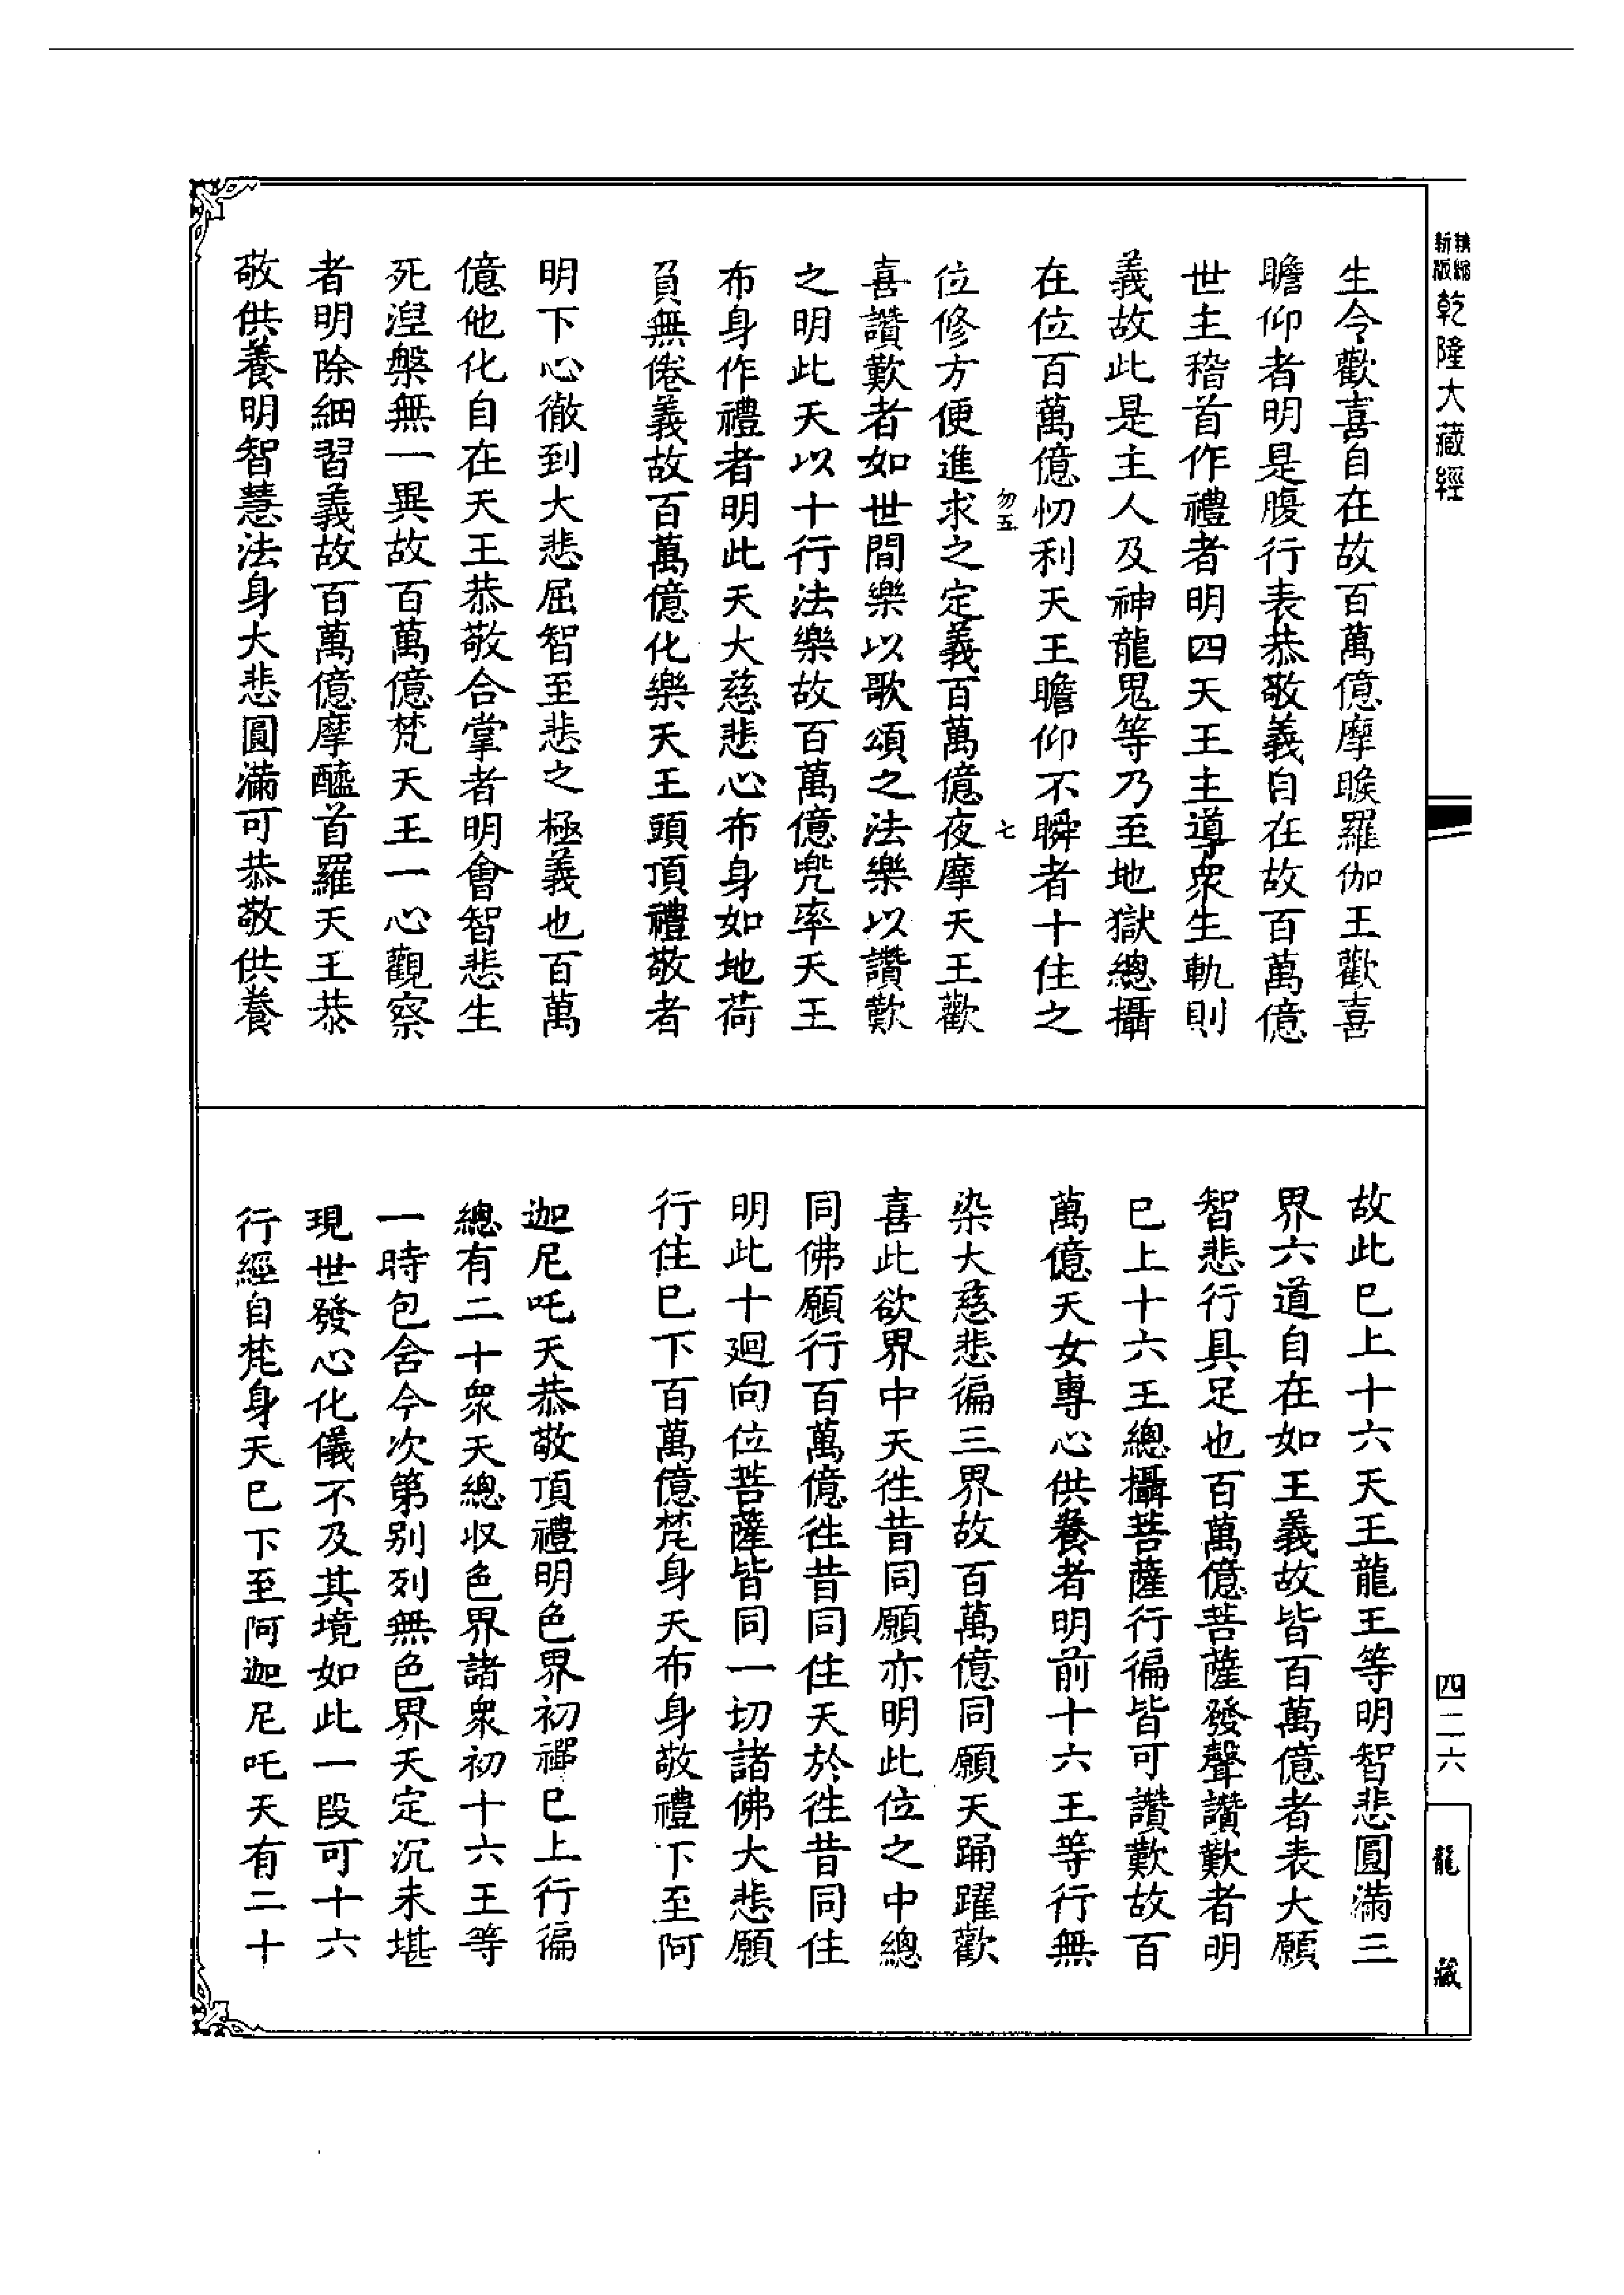 新版
精縮
乾隆大藏經
生令歡喜自在故百萬億摩睺羅伽王歡喜
瞻仰者明是腹行表恭敬義自在故百萬億
世主稽首作禮者明四天王主導眾生軌則
義故此是主人及神龍鬼等乃至地獄總攝
在位百萬億忉利天王瞻仰不瞬者十住之
勿五
七
位修方便進求之定義百萬億夜摩天王歡
喜讚歎者如世間樂以歌頌之法樂以讚歎
之明此天以十行法樂故百萬億兜率天王
布身作禮者明此天大慈悲心布身如地荷
負無倦義故百萬億化樂天王頭頂禮敬者
明下心徹到大悲屈智至悲之極義也百萬
億他化自在天王恭敬合掌者明會智悲生
死涅槃無一異故百萬億梵天王一心觀察
者明除細習義故百萬億摩醯首羅天王恭
敬供養明智慧法身大悲圓滿可恭敬供養
故此巳上十六天王龍王等明智悲圓滿三
界六道自在如王義故皆百萬億者表大願
智悲行具足也百萬億菩薩發聲讚歎者明
巳上十六王總攝菩薩行徧皆可讚歎故百
萬億天女專心供養者明前十六王等行無
染大慈悲徧三界故百萬億同願天踊躍歡
喜此欲界中天徃昔同願亦明此位之中總
同佛願行百萬億徃昔同住天於徃昔同住
明此十廻向位菩薩皆同一切諸佛大悲願
行住巳下百萬億梵身天布身敬禮下至阿
迦尼吒天恭敬頂禮明色界初禪巳上行徧
總有二十眾天總収色界諸眾初十六王等
一時包含今次第別列無色界天定沉未堪
現世發心化儀不及其境如此一段可十六
行經自梵身天巳下至阿迦尼吒天有二十
四二六
龍藏